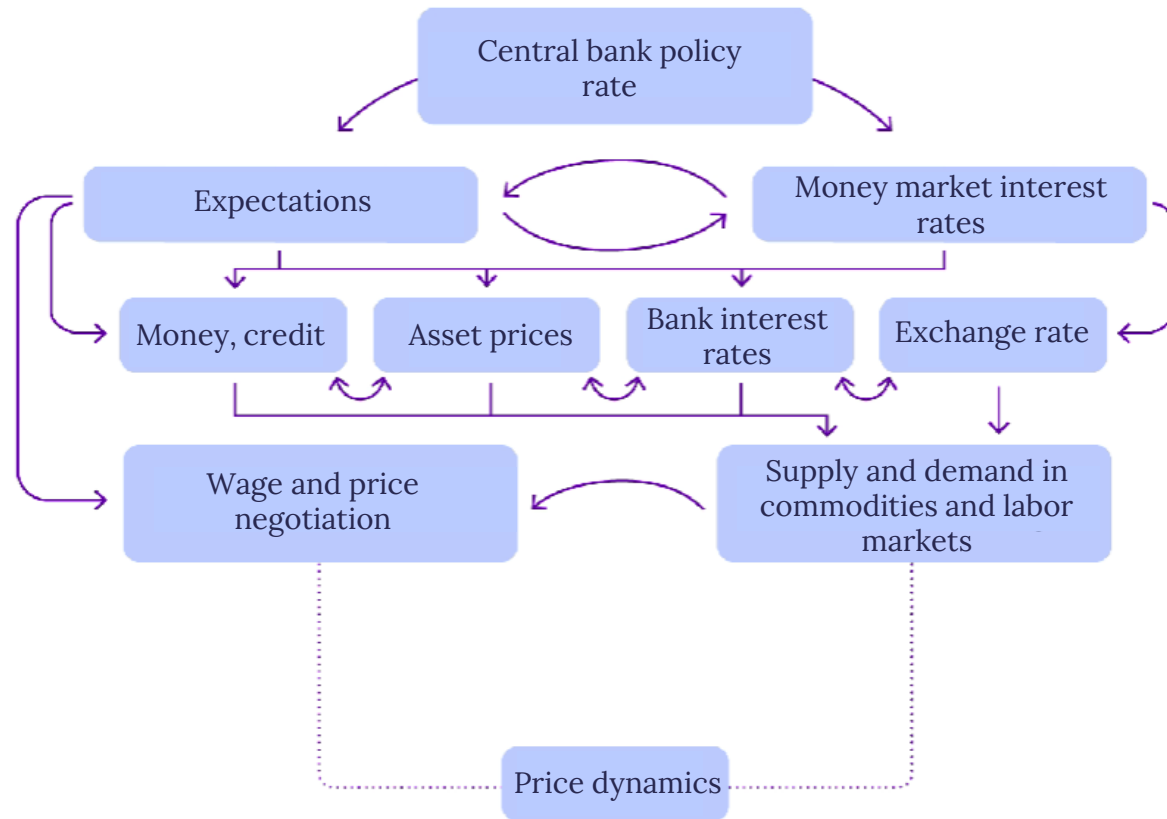 Central bank policy
rate
Expectations
Money market interest
rates
Money, credit
Asset prices
Bank interest
rates
Exchange rate
Wage and price
negotiation
Supply and demand in
commodities and labor
markets
Price dynamics